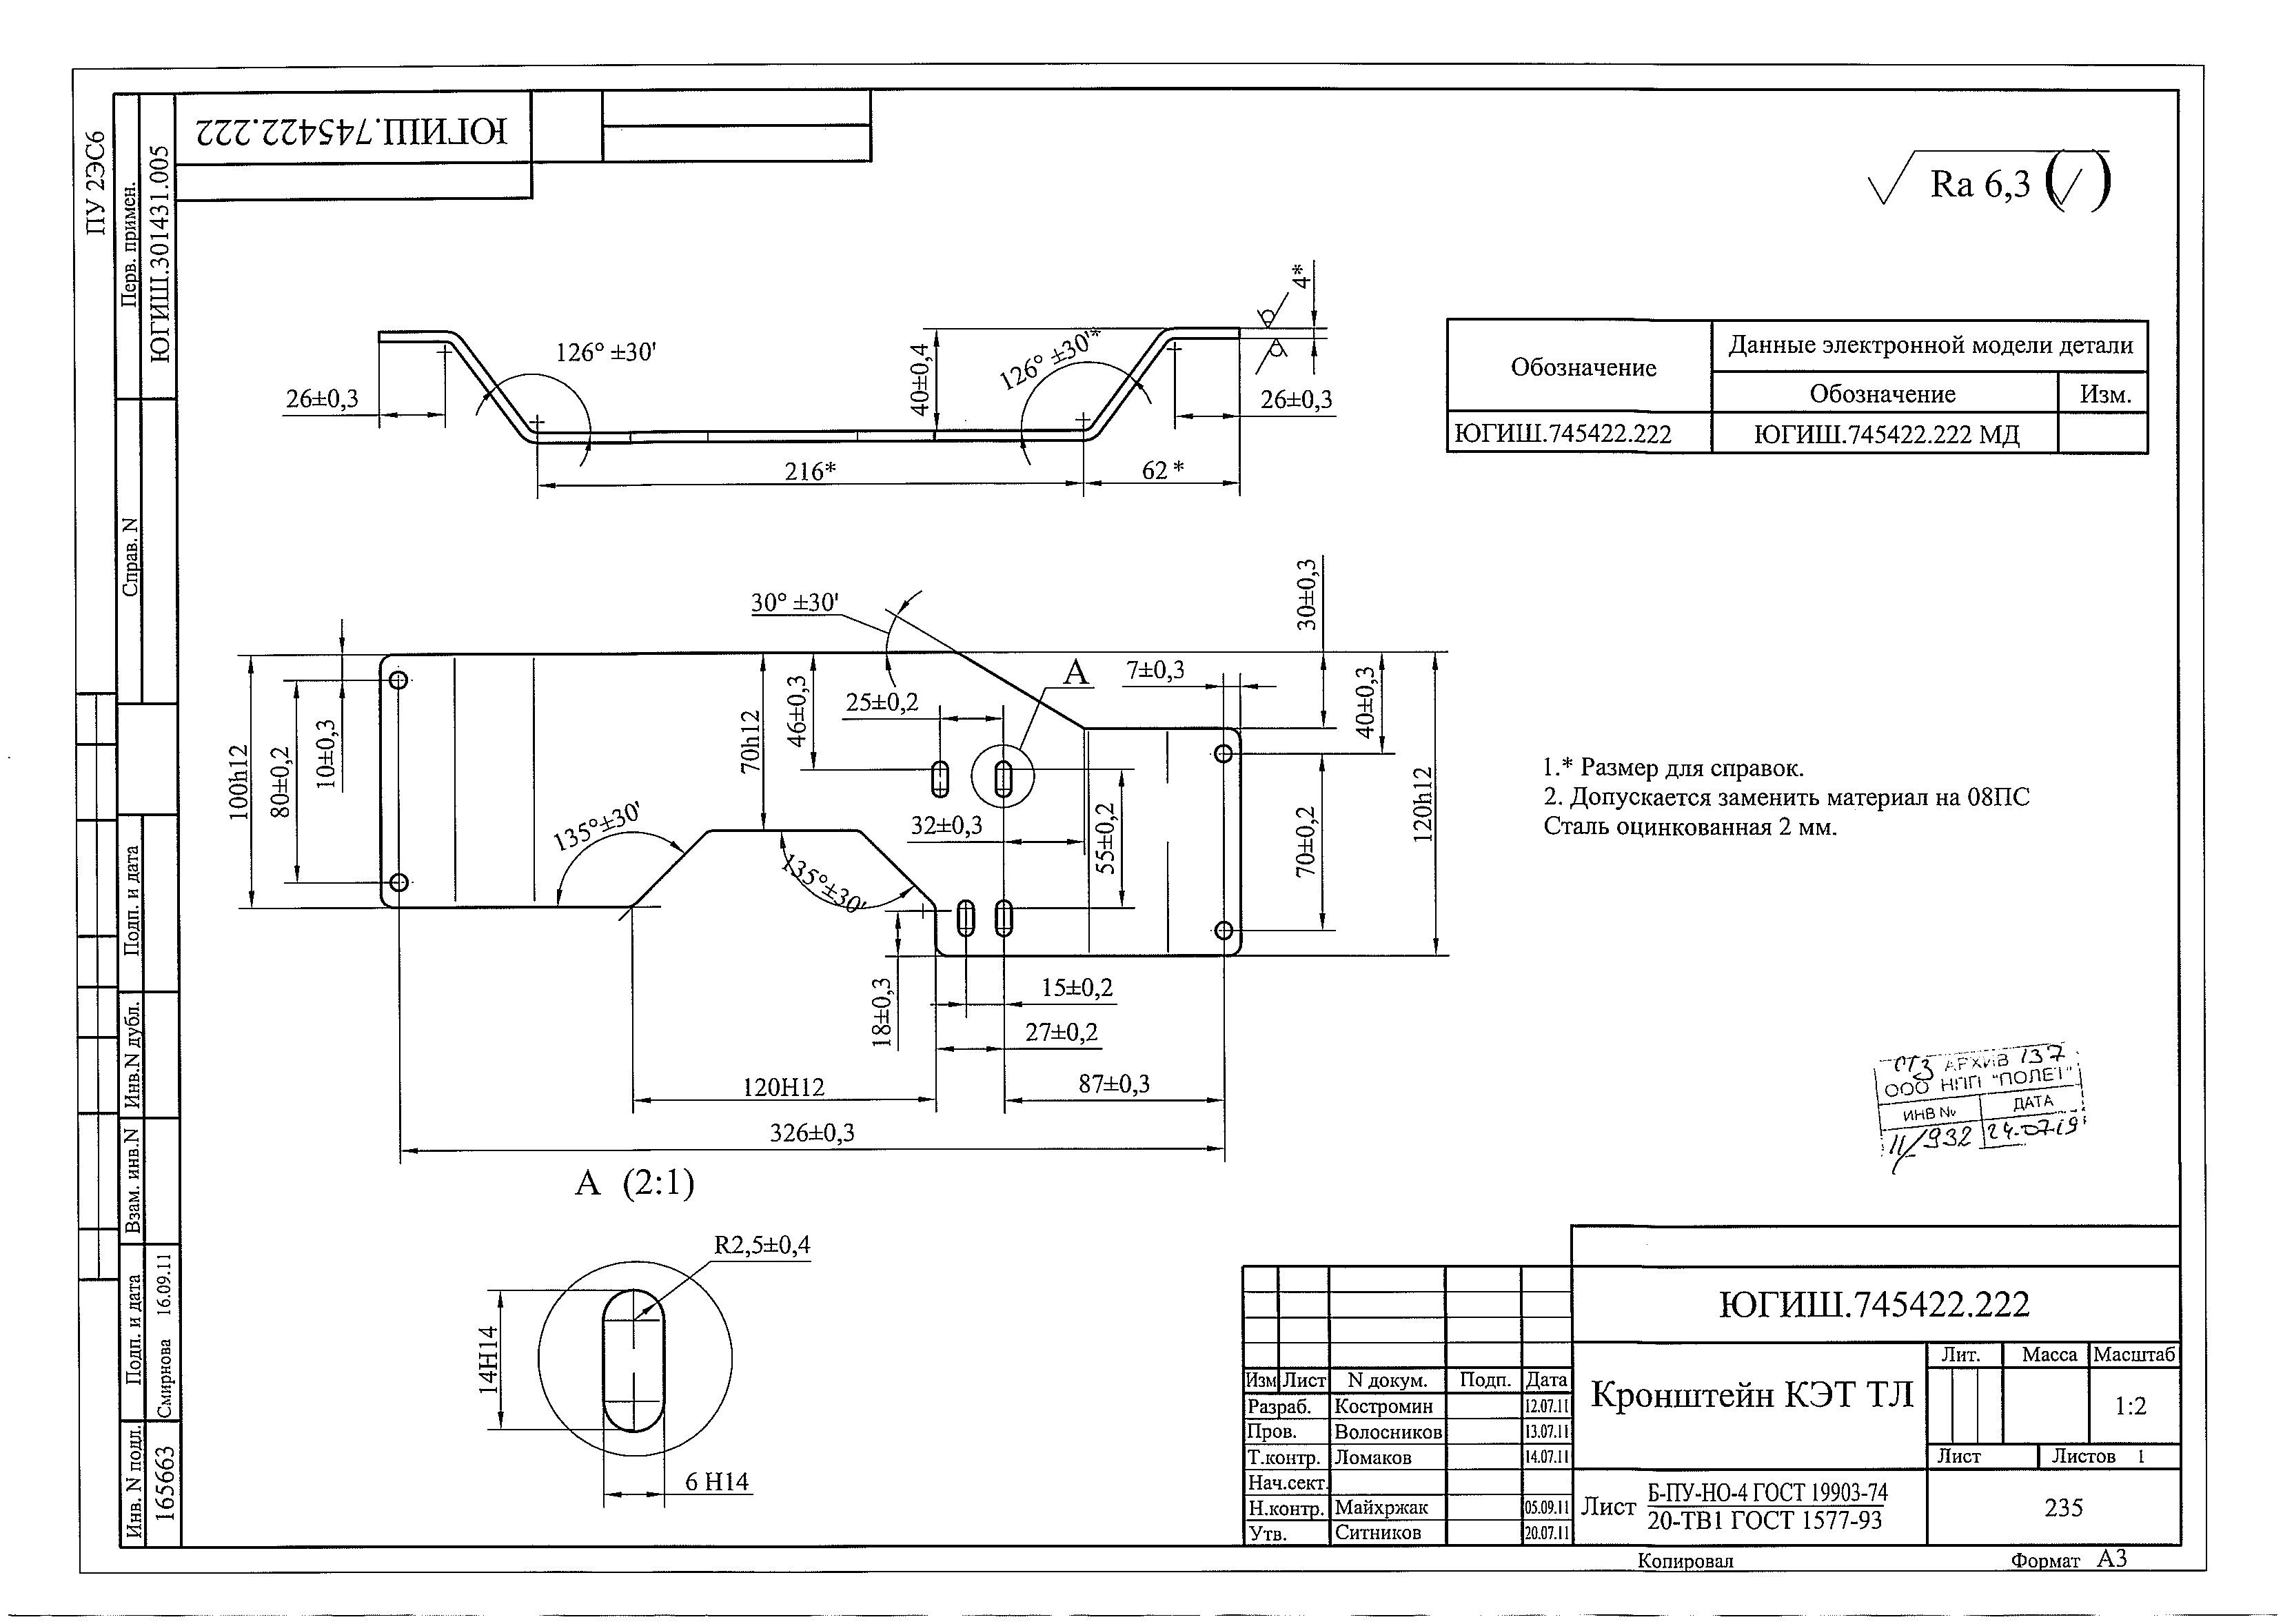 ПУ 2ЭС6
Перв. примен.
ЮГИШ.301431.005
Справ. N
Подп. и дата
Инв.N дубл.
Взам. инв.N
Подп. и дата
Смирнова 16.09.11
Инв. N подл.
165663
ЮГИШ.745422.222
Ra 6,3 (√)
126° ±30'
26±0,3
40±0,4
126° ±30'*
4*
26±0,3
216*
62 *
Обозначение
Данные электронной модели детали
Обозначение
Изм.
ЮГИШ.745422.222
ЮГИШ.745422.222 МД
30° ±30'
30±0,3
А
7±0,3
40±0,3
25±0,2
46±0,3
70h12
10±0,3
80±0,2
100h12
135°±30'
135°±30'
32±0,3
55±0,2
70±0,2
120h12
18±0,3
15±0,2
27±0,2
120H12
87±0,3
326±0,3
1.* Размер для справок.
2. Допускается заменить материал на 08ПС
Сталь оцинкованная 2 мм.
А (2:1)
R2,5±0,4
14H14
6 H14
ОТЗ АРХИВ 137
ООО НПП "ПОЛЕТ"
ИНВ № ДАТА
11/932 24.07.19
ЮГИШ.745422.222
Кронштейн КЭТ ТЛ
Лит. Масса Масштаб
1:2
Лист Листов 1
Изм Лист N докум. Подп. Дата
Разраб. Костромин 12.07.11
Пров. Волосников 13.07.11
Т.контр. Ломаков 14.07.11
Нач.сект.
Н.контр. Майхржак 05.09.11
Утв. Ситников 20.07.11
Лист Б-ПУ-НО-4 ГОСТ 19903-74
20-ТВ1 ГОСТ 1577-93
235
Копировал
Формат А3